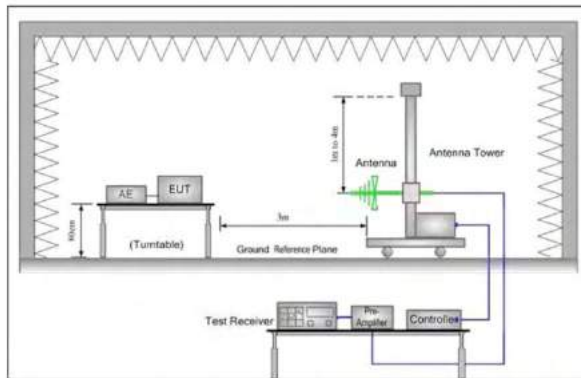 1m to 4m
Antenna
Antenna Tower
AE
EUT
80cm
(Turntable)
3m
Ground Reference Plane
Test Receiver
Pre-
Amplifier
Controller